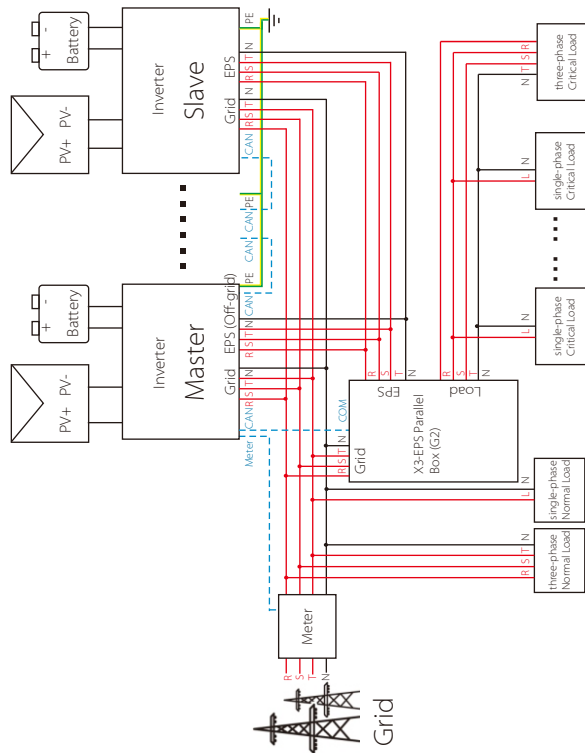 + -
Battery
PV+ PV-
Inverter
Master
Grid
EPS (Off-grid)
Meter
CAN
R S T N
R S T N
CAN
PE
+ -
Battery
PV+ PV-
Inverter
Slave
Grid
EPS
CAN
CAN
PE
CAN
R S T N
R S T N
PE
R
S
T
N
Grid
Meter
COM
R S T N
Grid
X3-EPS Parallel
Box (G2)
EPS
R
S
T
N
Load
R
S
T
N
R S T N
three-phase
Normal Load
L N
single-phase
Normal Load
L N
single-phase
Critical Load
L N
single-phase
Critical Load
N T S R
three-phase
Critical Load